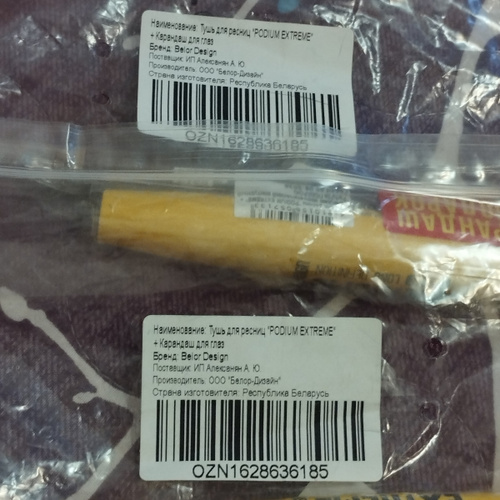 Наименование: Тушь для ресниц "PODIUM EXTREME"
+ Карандаш для глаз
Бренд: Belor Design
Поставщик: ИП Алексанян А. Ю
Производитель: ООО "Белор-Дизайн"
Страна изготовителя: Республика Беларусь
OZN1628636185
Наименование: Тушь для ресниц "PODIUM EXTREME"
+ Карандаш для глаз
Бренд: Belor Design
Поставщик: ИП Алексанян А. Ю
Производитель: ООО "Белор-Дизайн"
Страна изготовителя: Республика Беларусь
OZN1628636185